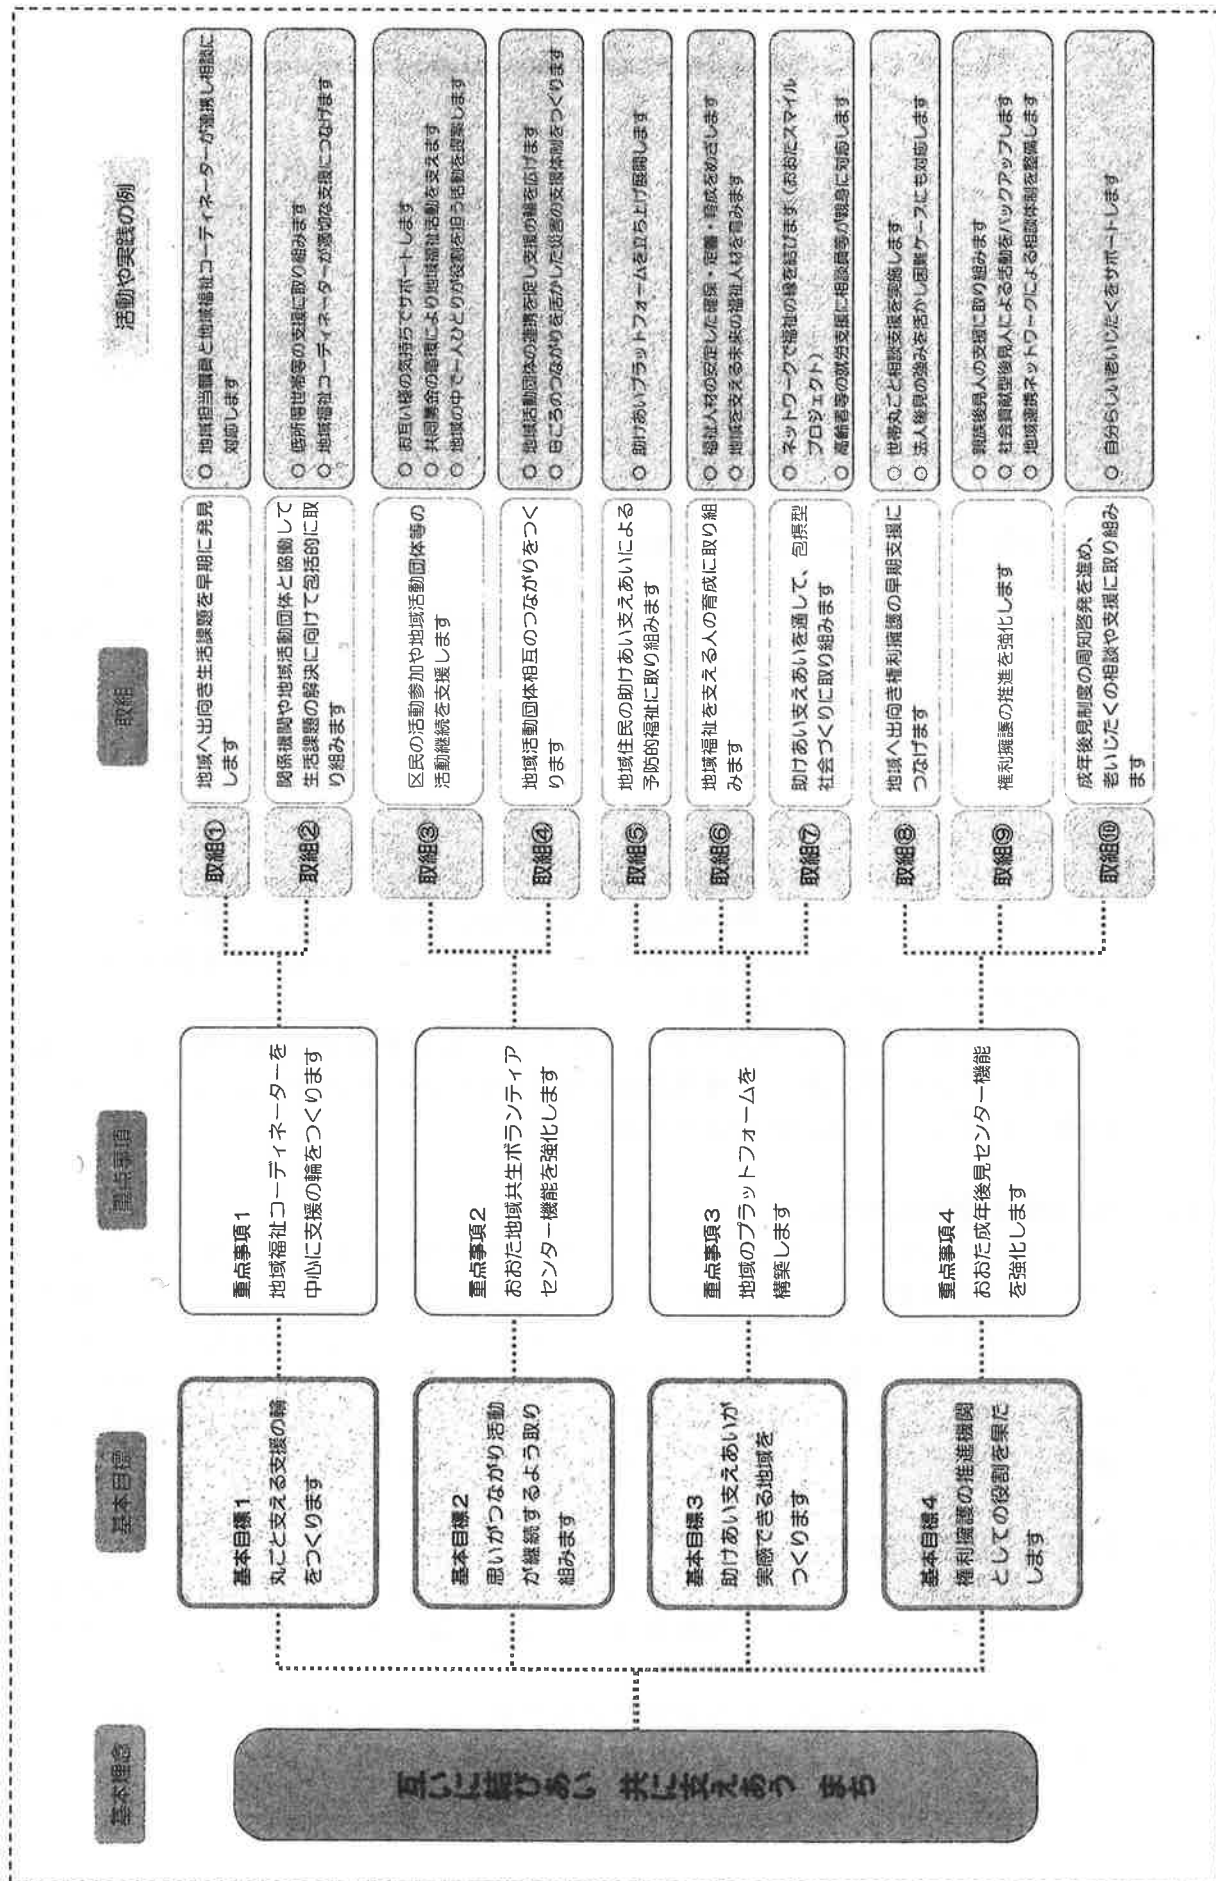 基本理念
基本目標
重点事項
取組
活動や実践の例
互いに結びあい 共に支えあう まち
基本目標1
丸ごと支える支援の輪
をつくります
重点事項1
地域福祉コーディネーターを
中心に支援の輪をつくります
取組①
地域へ出向き生活課題を早期に発見
します
○ 地域担当職員と地域福祉コーディネーターが連携し相談に
対応します
取組②
関係機関や地域活動団体と協働して
生活課題の解決に向けて包括的に取
り組みます
○ 低所得世帯等の支援に取り組みます
○ 地域福祉コーディネーターが適切な支援につなげます
基本目標2
思いがつながり活動
が継続するよう取り
組みます
重点事項2
おおた地域共生ボランティア
センター機能を強化します
取組③
区民の活動参加や地域活動団体等の
活動継続を支援します
○ お互い様の気持ちでサポートします
○ 共同募金の循環により地域福祉活動を支えます
○ 地域の中で一人ひとりが役割を担う活動を提案します
取組④
地域活動団体相互のつながりをつく
ります
○ 地域活動団体の連携を促し支援の輪を広げます
○ 日ごろのつながりを活かした災害の支援体制をつくります
基本目標3
助けあい支えあいが
実感できる地域を
つくります
重点事項3
地域のプラットフォームを
構築します
取組⑤
地域住民の助けあい支えあいによる
予防的福祉に取り組みます
○ 助けあいプラットフォームを立ち上げ展開します
取組⑥
地域福祉を支える人の育成に取り組
みます
○ 福祉人材の安定した確保・定着・育成をめざします
○ 地域を支える未来の福祉人材を育みます
取組⑦
助けあい支えあいを通して、包摂型
社会づくりに取り組みます
○ ネットワークで福祉の縁を結びます（おおたスマイル
プロジェクト）
○ 高齢者等の就労支援に相談員等が親身に対応します
基本目標4
権利擁護の推進機関
としての役割を果た
します
重点事項4
おおた成年後見センター機能
を強化します
取組⑧
地域へ出向き権利擁護の早期支援に
つなげます
○ 世帯丸ごと相談支援を実施します
○ 法人後見の強みを活かし困難ケースにも対応します
取組⑨
権利擁護の推進を強化します
○ 親族後見人の支援に取り組みます
○ 社会貢献型後見人による活動をバックアップします
○ 地域連携ネットワークによる相談体制を整備します
取組⑩
成年後見制度の周知啓発を進め、
老いじたくの相談や支援に取り組み
ます
○ 自分らしい老いじたくをサポートします